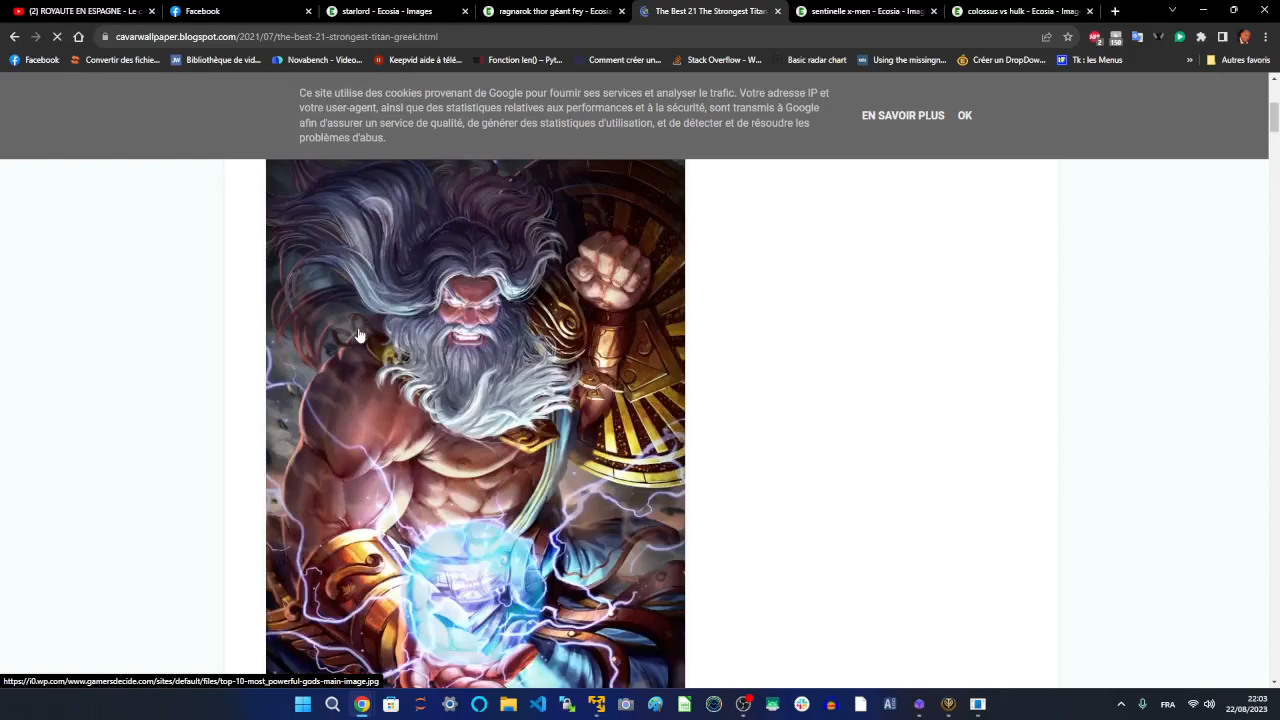 (2) ROYAUTE EN ESPAGNE - Le c
Facebook
starlord - Ecosia - Images
ragnarok thor géant fey - Ecosi
The Best 21 The Strongest Titan
sentinelle x-men - Ecosia - Imag
colossus vs hulk - Ecosia - Imag
cavarwallpaper.blogspot.com/2021/07/the-best-21-strongest-titan-greek.html
2
150
Facebook
Convertir des fichie...
Bibliothèque de vid...
Novabench - Video...
Keepvid aide à télé...
Fonction len() – Pyt...
Comment créer un...
Stack Overflow - W...
Basic radar chart
Using the missingn...
Créer un DropDow...
Tk : les Menus
»
Autres favoris
Ce site utilise des cookies provenant de Google pour fournir ses services et analyser le trafic. Votre adresse IP et
votre user-agent, ainsi que des statistiques relatives aux performances et à la sécurité, sont transmis à Google
afin d'assurer un service de qualité, de générer des statistiques d'utilisation, et de détecter et de résoudre les
problèmes d'abus.
EN SAVOIR PLUS OK
https://i0.wp.com/www.gamersdecide.com/sites/default/files/top-10-most_powerful-gods-main-image.jpg
FRA
22:03
22/08/2023